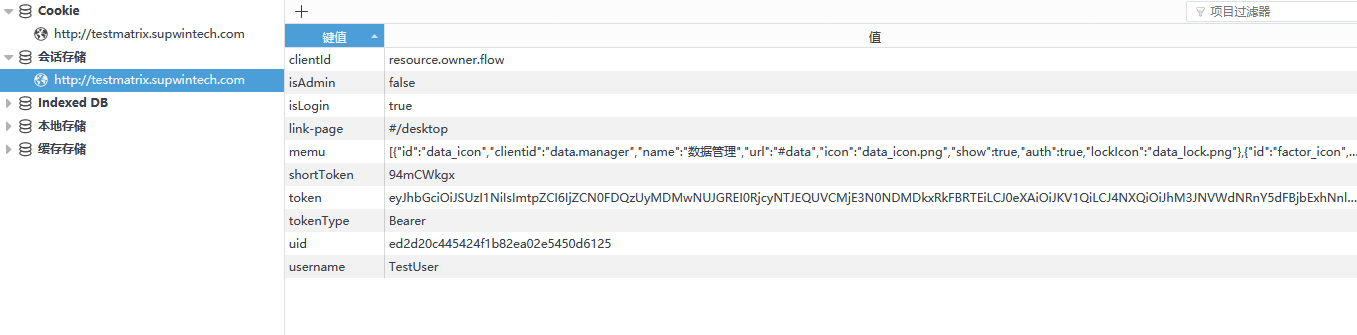 Cookie
http://testmatrix.supwintech.com
会话存储
http://testmatrix.supwintech.com
Indexed DB
本地存储
缓存存储
+
项目过滤器
键值 值
clientId resource.owner.flow
isAdmin false
isLogin true
link-page #/desktop
memu [{"id":"data_icon","clientid":"data.manager","name":"数据管理","url":"#data","icon":"data_icon.png","show":true,"auth":true,"lockIcon":"data_lock.png"},{"id":"factor_icon",...
shortToken 94mCWkgx
token eyJhbGciOiJSUzI1NiIsImtpZCI6IjZCN0FDQzUyMDMwNUJGREI0RjcyNTJEQUVCMjE3N0NDMDkxRkFBRTEiLCJ0eXAiOiJKV1QiLCJ4NXQiOiJhM3JNVWdNRnY5dFBjbExhNnl...
tokenType Bearer
uid ed2d20c445424f1b82ea02e5450d6125
username TestUser